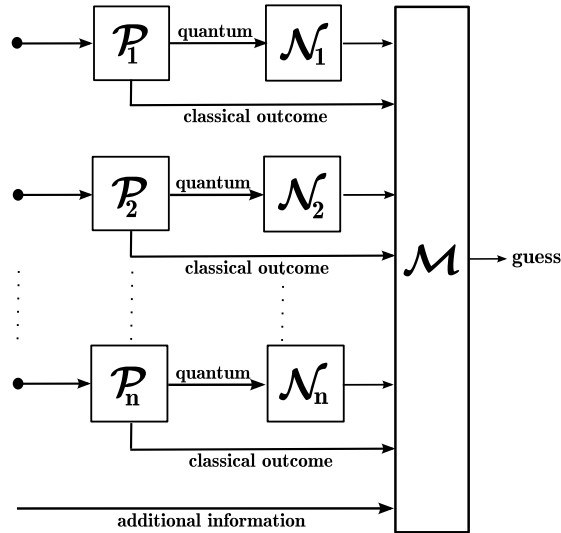 P1 quantum N1
classical outcome
P2 quantum N2
classical outcome
M guess
Pn quantum Nn
classical outcome
additional information